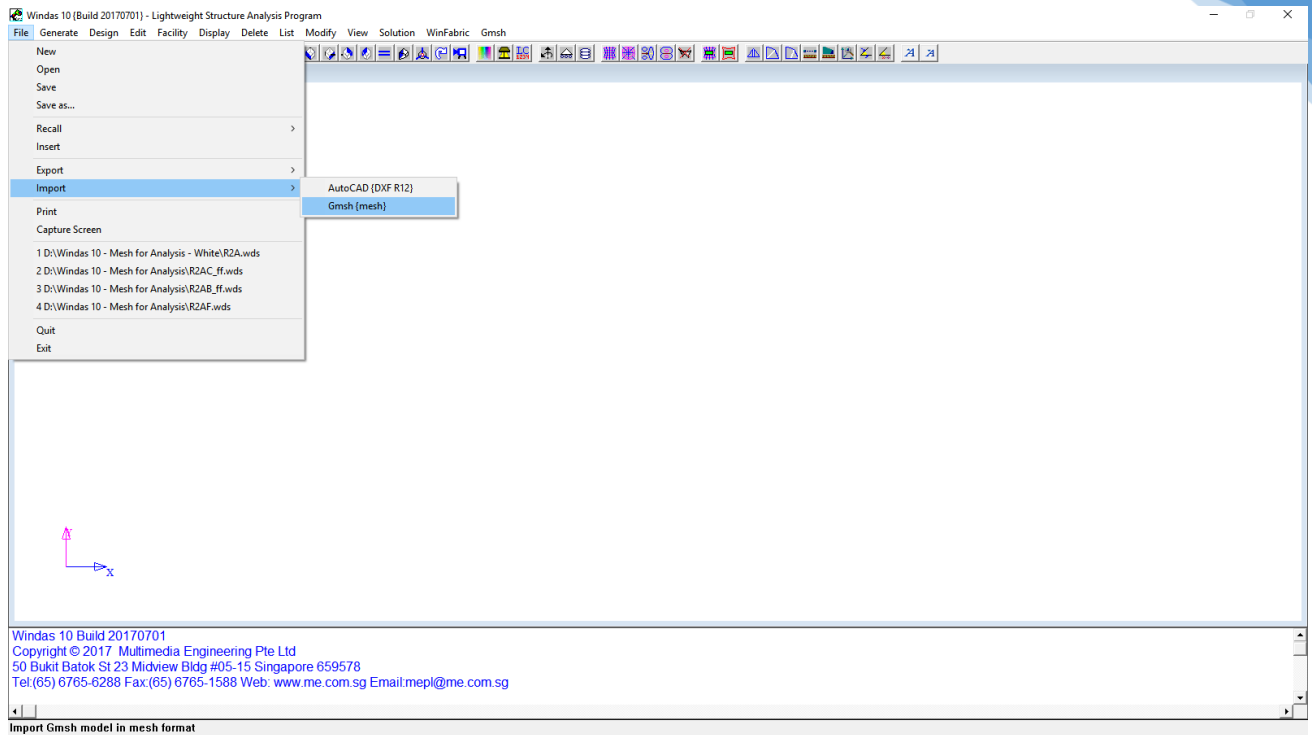 Windas 10 {Build 20170701} - Lightweight Structure Analysis Program
File Generate Design Edit Facility Display Delete List Modify View Solution WinFabric Gmsh
New
Open
Save
Save as...
Recall
Insert
Export
Import
AutoCAD {DXF R12}
Gmsh {mesh}
Print
Capture Screen
1 D:\Windas 10 - Mesh for Analysis - White\R2A.wds
2 D:\Windas 10 - Mesh for Analysis\R2AC_ff.wds
3 D:\Windas 10 - Mesh for Analysis\R2AB_ff.wds
4 D:\Windas 10 - Mesh for Analysis\R2AF.wds
Quit
Exit
Y
X
Windas 10 Build 20170701
Copyright © 2017 Multimedia Engineering Pte Ltd
50 Bukit Batok St 23 Midview Bldg #05-15 Singapore 659578
Tel:(65) 6765-6288 Fax:(65) 6765-1588 Web: www.me.com.sg Email:mepl@me.com.sg
Import Gmsh model in mesh format